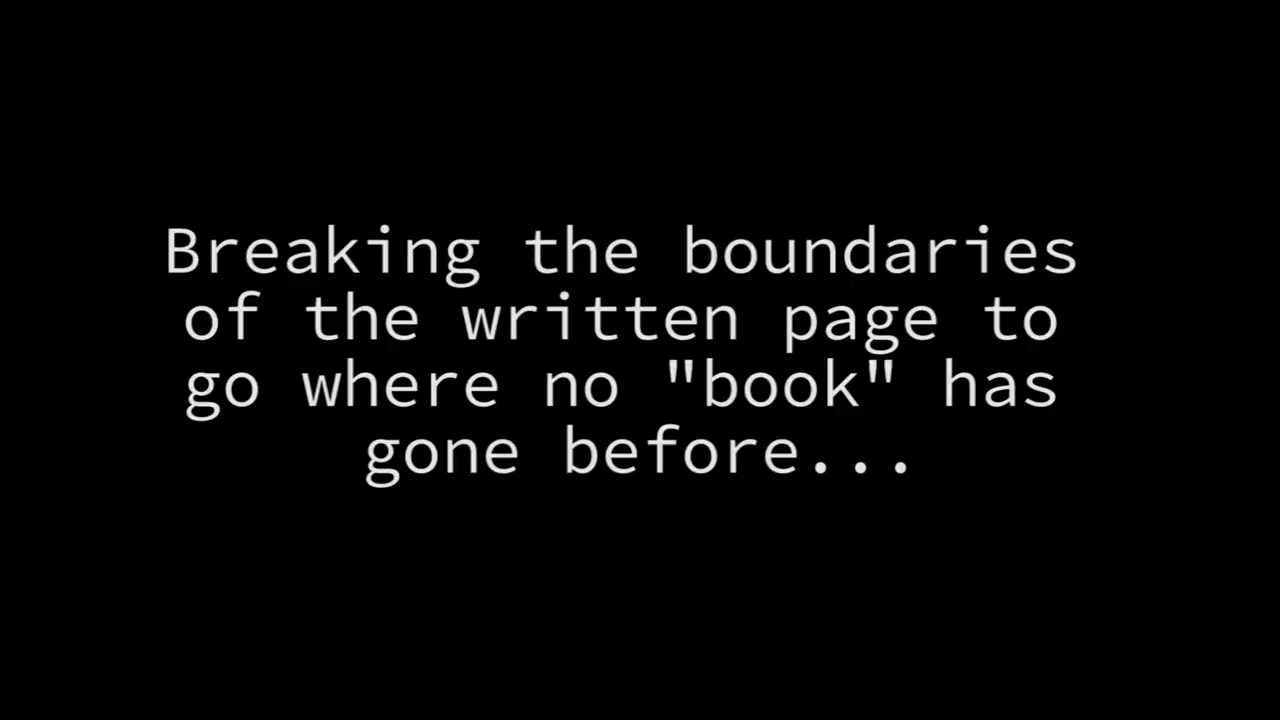 Breaking the boundaries
of the written page to
go where no "book" has
gone before...